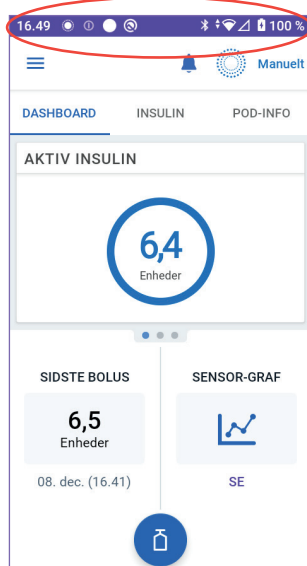 16.49 100 %
Manuelt
DASHBOARD INSULIN POD-INFO
AKTIV INSULIN
6,4
Enheder
SIDSTE BOLUS SENSOR-GRAF
6,5
Enheder
08. dec. (16.41) SE